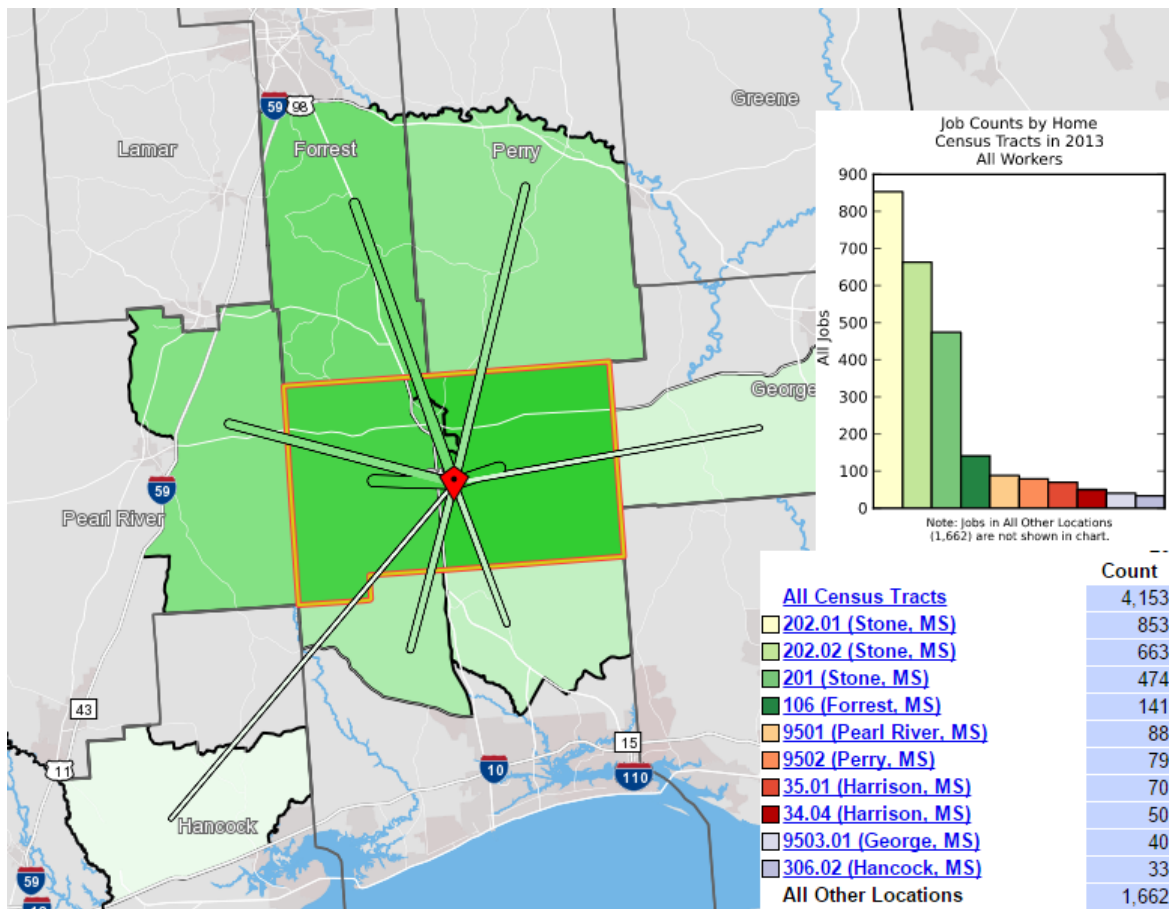 Greene
59
98
Lamar
Forrest
Perry
George
59
Pearl River
43
11
Hancock
10
15
110
59
Job Counts by Home
Census Tracts in 2013
All Workers
All Jobs
900
800
700
600
500
400
300
200
100
0
Note: Jobs in All Other Locations
(1,662) are not shown in chart.
Count
All Census Tracts 4,153
202.01 (Stone, MS) 853
202.02 (Stone, MS) 663
201 (Stone, MS) 474
106 (Forrest, MS) 141
9501 (Pearl River, MS) 88
9502 (Perry, MS) 79
35.01 (Harrison, MS) 70
34.04 (Harrison, MS) 50
9503.01 (George, MS) 40
306.02 (Hancock, MS) 33
All Other Locations 1,662